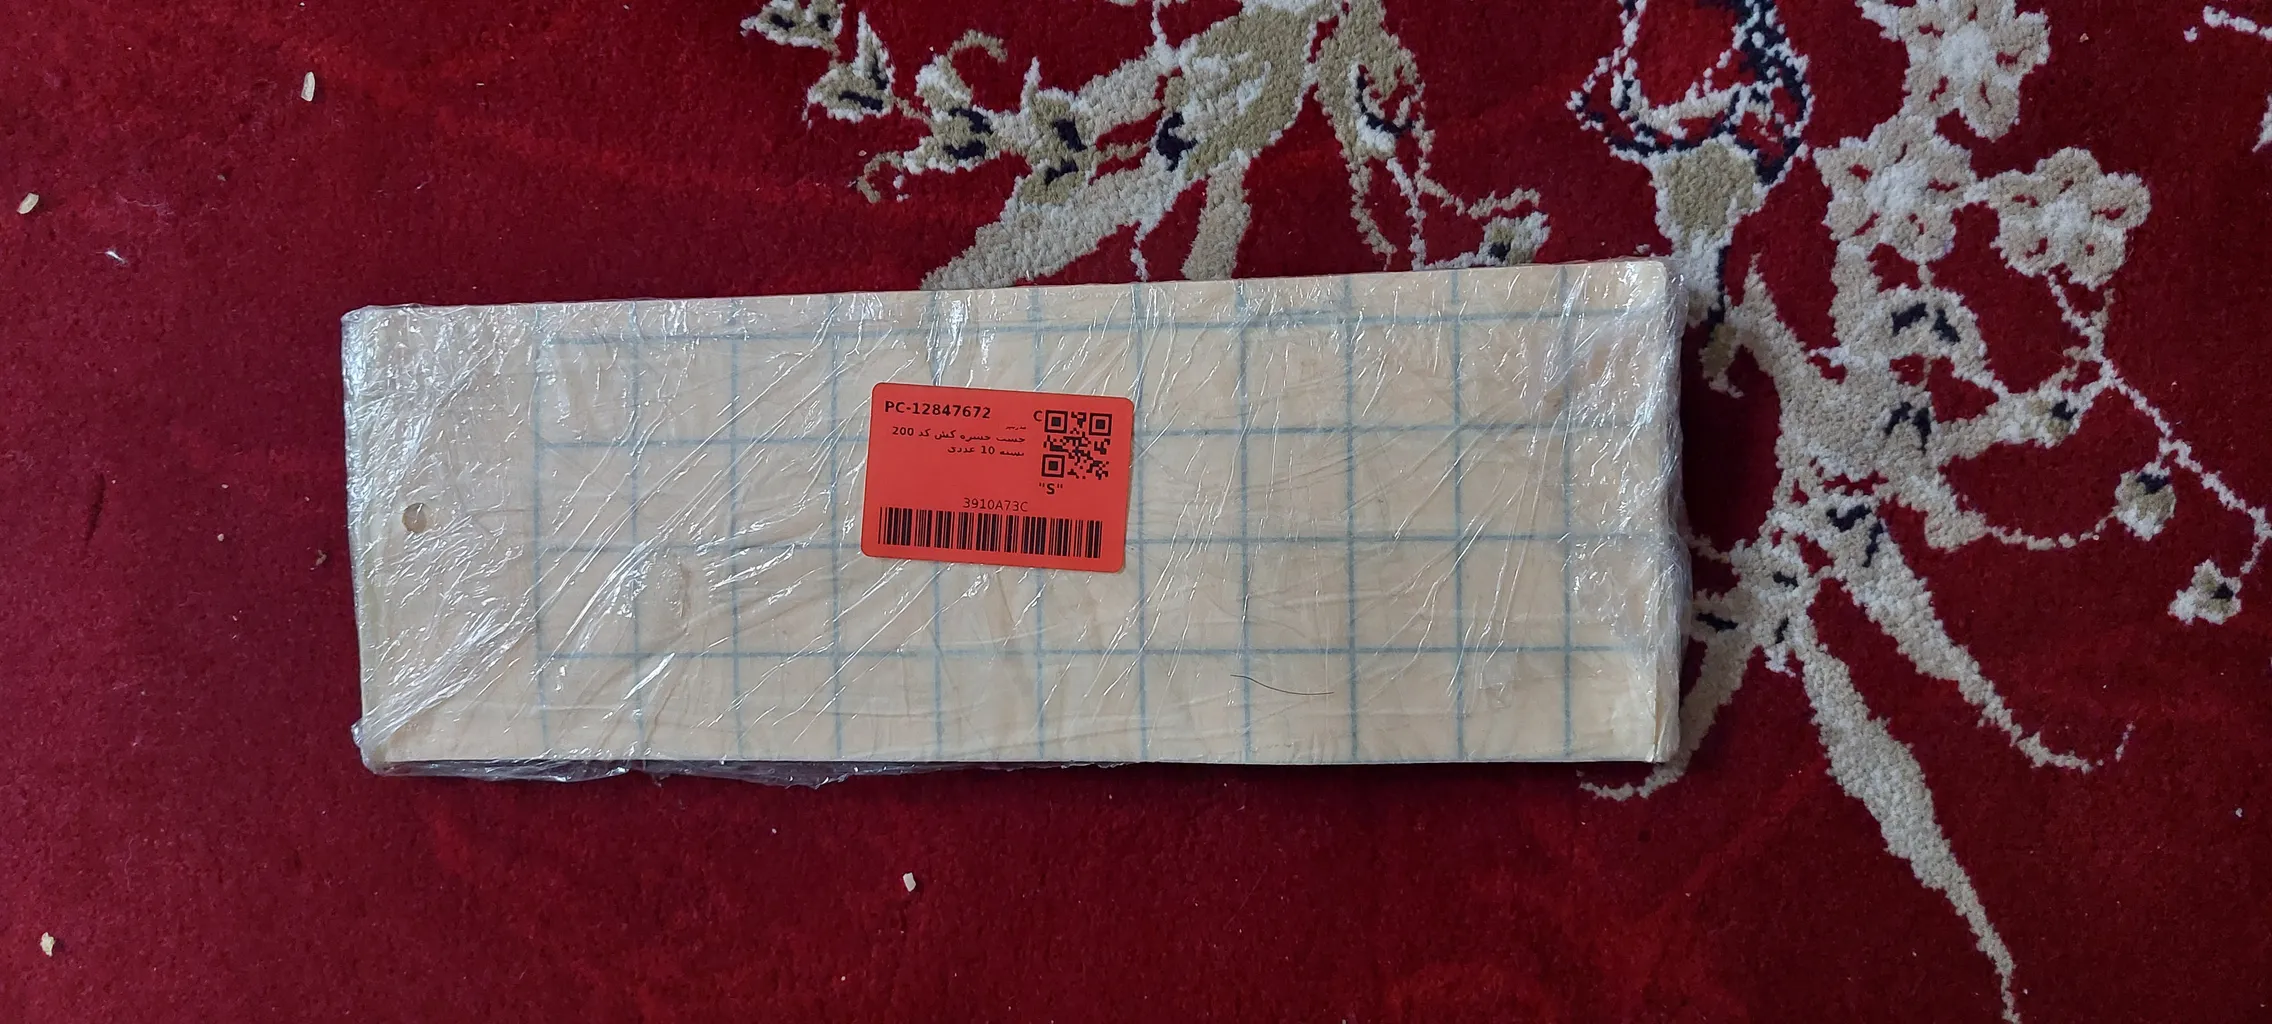 PC-12847672
C
چسب حشره کش کد 200
بسته 10 عددی
"S"
3910A73C